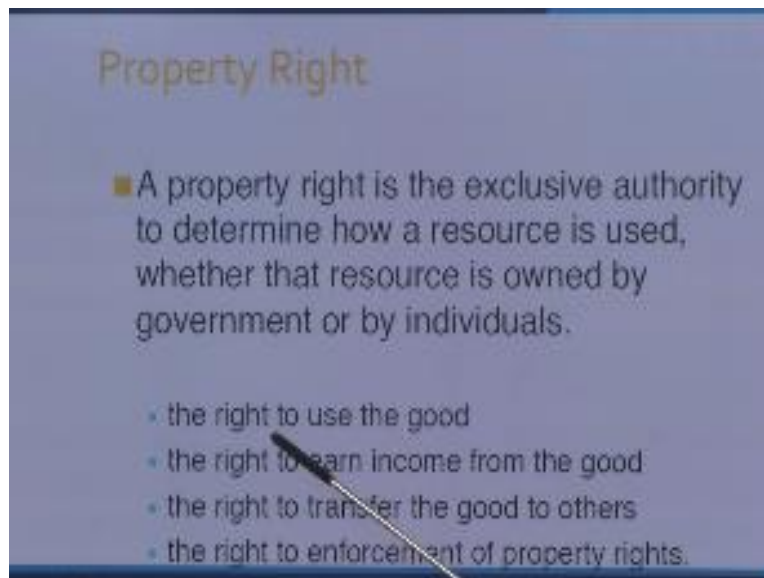 Property Right
A property right is the exclusive authority
to determine how a resource is used,
whether that resource is owned by
government or by individuals.
the right to use the good
the right to earn income from the good
the right to transfer the good to others
the right to enforcement of property rights.